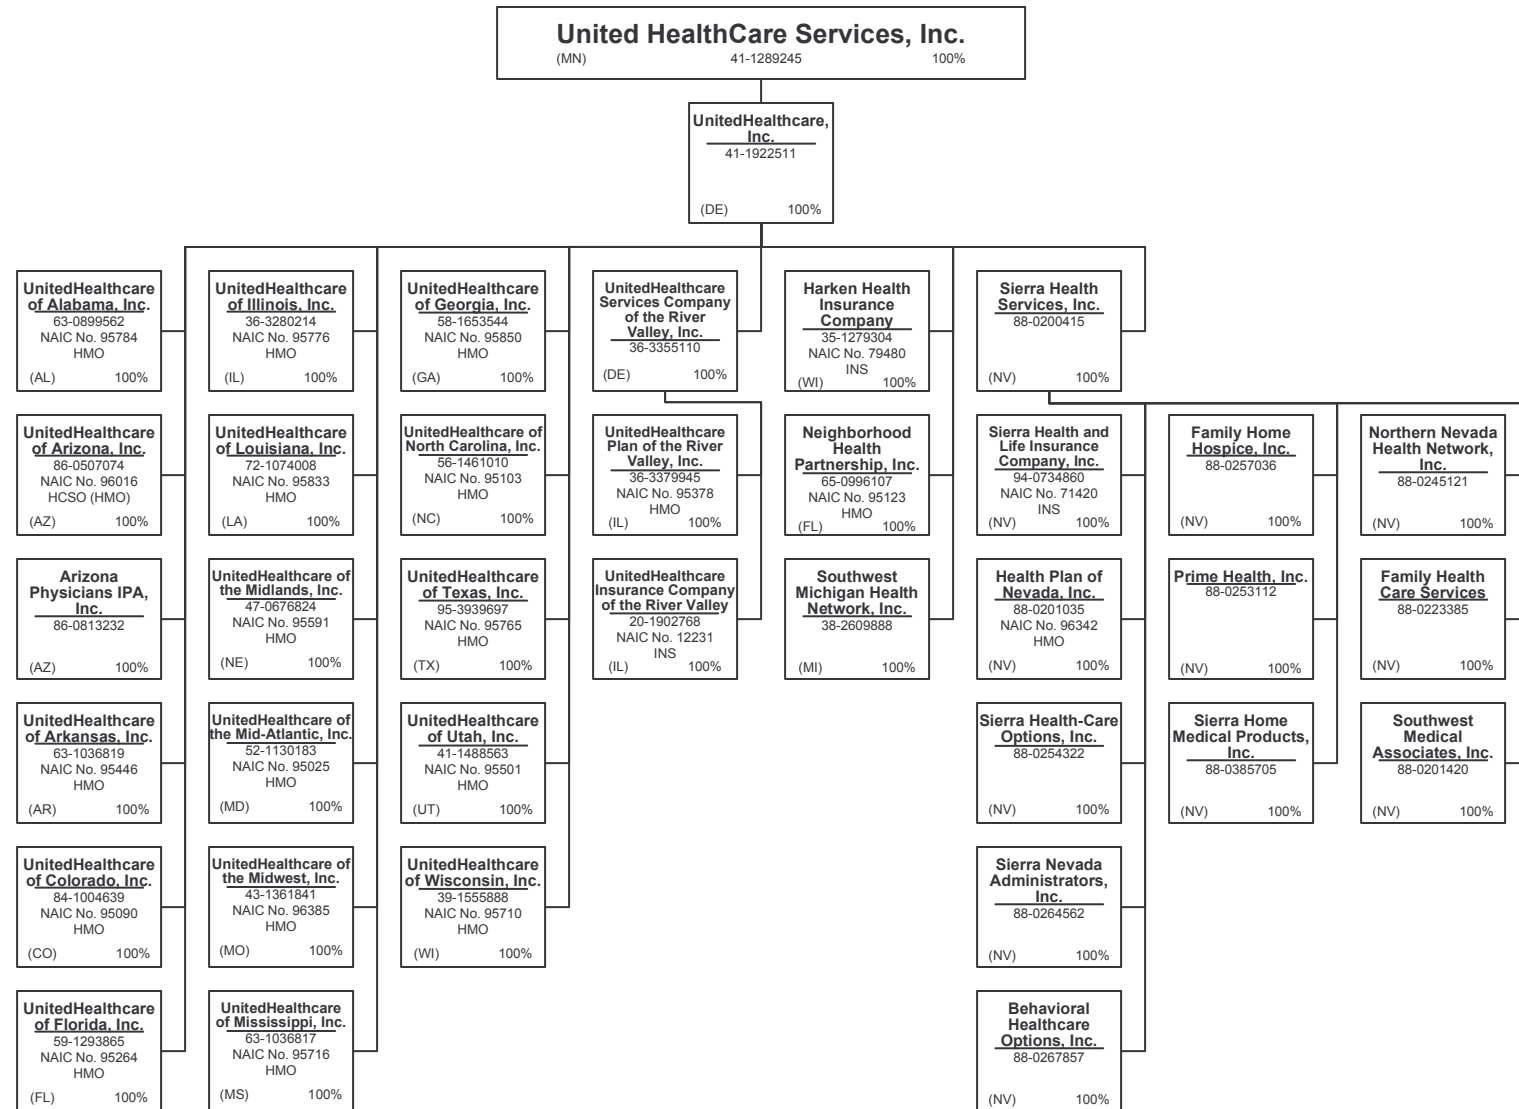 United HealthCare Services, Inc.
(MN) 41-1289245 100%
UnitedHealthcare,
Inc.
41-1922511
(DE) 100%
UnitedHealthcare
of Alabama, Inc.
63-0899562
NAIC No. 95784
HMO
(AL) 100%
UnitedHealthcare
of Illinois, Inc.
36-3280214
NAIC No. 95776
HMO
(IL) 100%
UnitedHealthcare
of Georgia, Inc.
58-1653544
NAIC No. 95850
HMO
(GA) 100%
UnitedHealthcare
Services Company
of the River
Valley, Inc.
36-3355110
(DE) 100%
Harken Health
Insurance
Company
35-1279304
NAIC No. 79480
INS
(WI) 100%
Sierra Health
Services, Inc.
88-0200415
(NV) 100%
UnitedHealthcare
of Arizona, Inc.
86-0507074
NAIC No. 96016
HCSO (HMO)
(AZ) 100%
UnitedHealthcare
of Louisiana, Inc.
72-1074008
NAIC No. 95833
HMO
(LA) 100%
UnitedHealthcare of
North Carolina, Inc.
56-1461010
NAIC No. 95103
HMO
(NC) 100%
UnitedHealthcare
Plan of the River
Valley, Inc.
36-3379945
NAIC No. 95378
HMO
(IL) 100%
Neighborhood
Health
Partnership, Inc.
65-0996107
NAIC No. 95123
HMO
(FL) 100%
Sierra Health and
Life Insurance
Company, Inc.
94-0734860
NAIC No. 71420
INS
(NV) 100%
Family Home
Hospice, Inc.
88-0257036
(NV) 100%
Northern Nevada
Health Network,
Inc.
88-0245121
(NV) 100%
Arizona
Physicians IPA,
Inc.
86-0813232
(AZ) 100%
UnitedHealthcare of
the Midlands, Inc.
47-0676824
NAIC No. 95591
HMO
(NE) 100%
UnitedHealthcare
of Texas, Inc.
95-3939697
NAIC No. 95765
HMO
(TX) 100%
UnitedHealthcare
Insurance Company
of the River Valley
20-1902768
NAIC No. 12231
INS
(IL) 100%
Southwest
Michigan Health
Network, Inc.
38-2609888
(MI) 100%
Health Plan of
Nevada, Inc.
88-0201035
NAIC No. 96342
HMO
(NV) 100%
Prime Health, Inc.
88-0253112
(NV) 100%
Family Health
Care Services
88-0223385
(NV) 100%
UnitedHealthcare
of Arkansas, Inc.
63-1036819
NAIC No. 95446
HMO
(AR) 100%
UnitedHealthcare of
the Mid-Atlantic, Inc.
52-1130183
NAIC No. 95025
HMO
(MD) 100%
UnitedHealthcare
of Utah, Inc.
41-1488563
NAIC No. 95501
HMO
(UT) 100%
Sierra Health-Care
Options, Inc.
88-0254322
(NV) 100%
Sierra Home
Medical Products,
Inc.
88-0385705
(NV) 100%
Southwest
Medical
Associates, Inc.
88-0201420
(NV) 100%
UnitedHealthcare
of Colorado, Inc.
84-1004639
NAIC No. 95090
HMO
(CO) 100%
UnitedHealthcare of
the Midwest, Inc.
43-1361841
NAIC No. 96385
HMO
(MO) 100%
UnitedHealthcare
of Wisconsin, Inc.
39-1555888
NAIC No. 95710
HMO
(WI) 100%
Sierra Nevada
Administrators,
Inc.
88-0264562
(NV) 100%
UnitedHealthcare
of Florida, Inc.
59-1293865
NAIC No. 95264
HMO
(FL) 100%
UnitedHealthcare
of Mississippi, Inc.
63-1036817
NAIC No. 95716
HMO
(MS) 100%
Behavioral
Healthcare
Options, Inc.
88-0267857
(NV) 100%